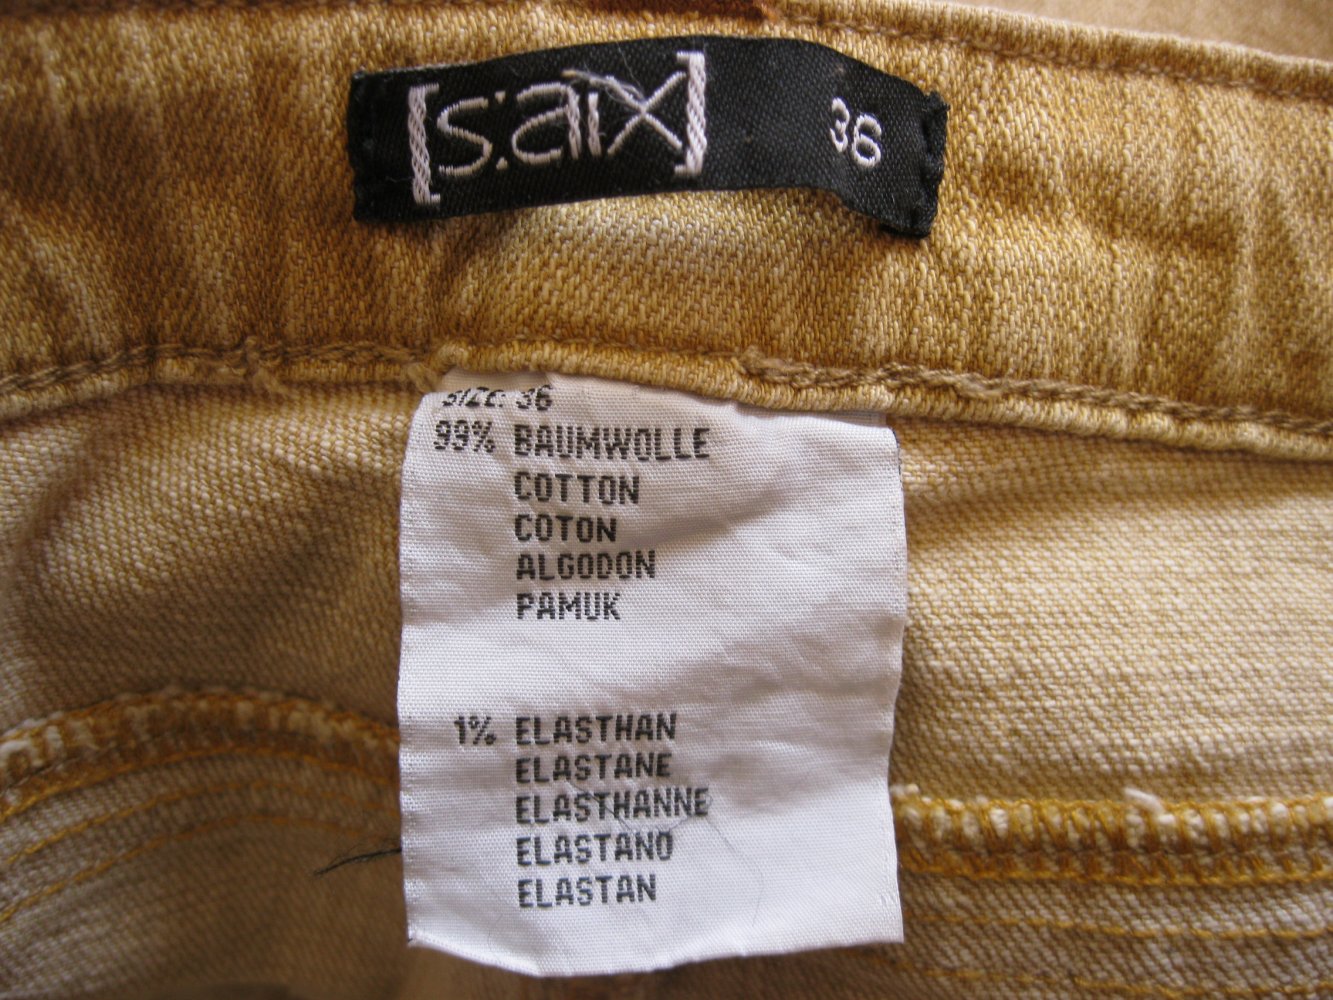 [s.aix] 36
SIZE: 36
99% BAUMWOLLE
COTTON
COTON
ALGODON
PAMUK
1% ELASTHAN
ELASTANE
ELASTHANNE
ELASTANO
ELASTAN